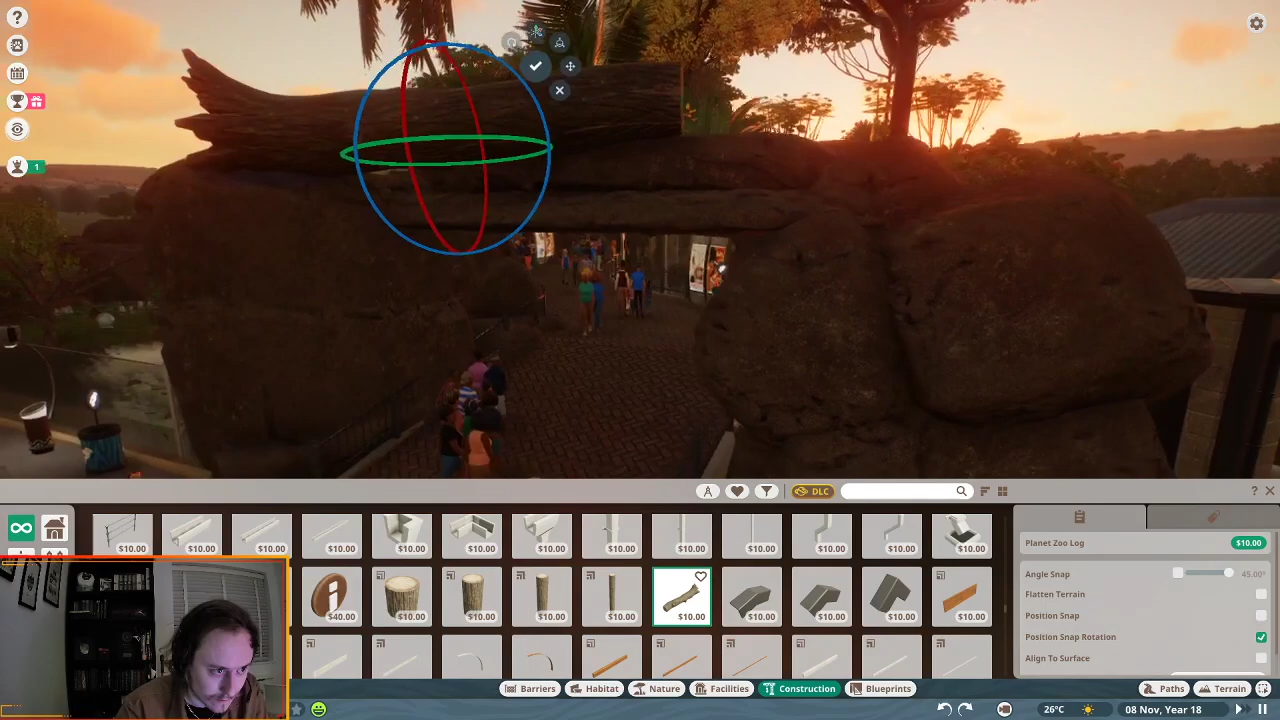 ?
1
DLC
? ×
$10.00 $10.00 $10.00 $10.00 $10.00 $10.00 $10.00 $10.00 $10.00 $10.00 $10.00 $10.00 $10.00
Planet Zoo Log $10.00
Angle Snap 45.00°
$40.00 $10.00 $10.00 $10.00 $10.00 $10.00 $10.00 $10.00 $10.00 $10.00
Flatten Terrain
Position Snap
Position Snap Rotation
Align To Surface
Barriers Habitat Nature Facilities Construction Blueprints Paths Terrain
26°C 08 Nov, Year 18